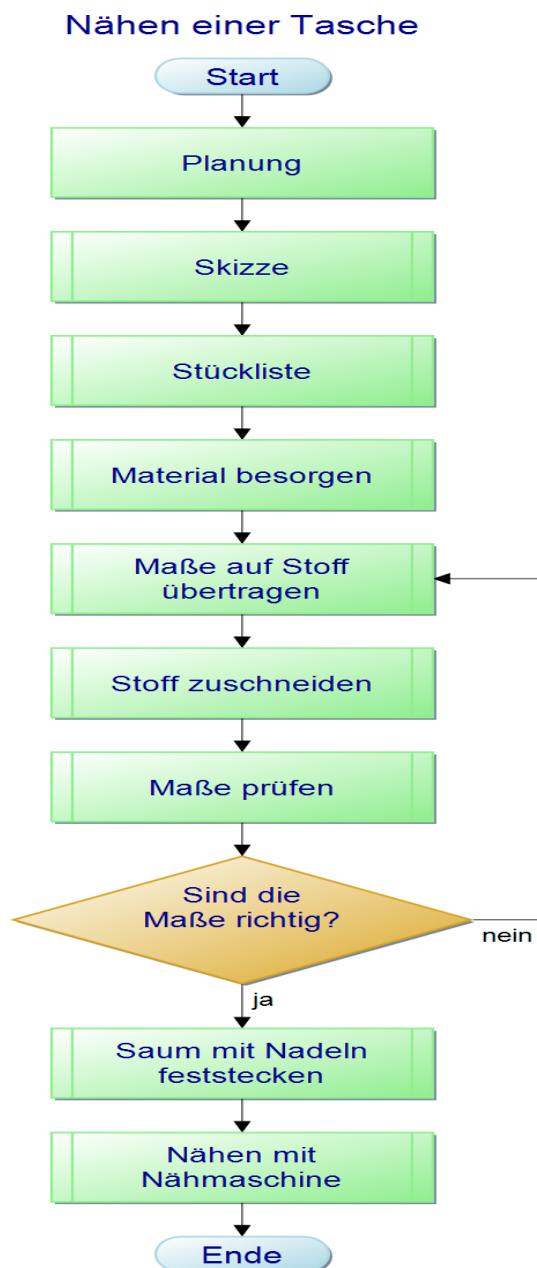 Nähen einer Tasche
Start
Planung
Skizze
Stückliste
Material besorgen
Maße auf Stoff
übertragen
Stoff zuschneiden
Maße prüfen
Sind die
Maße richtig?
nein
ja
Saum mit Nadeln
feststecken
Nähen mit
Nähmaschine
Ende